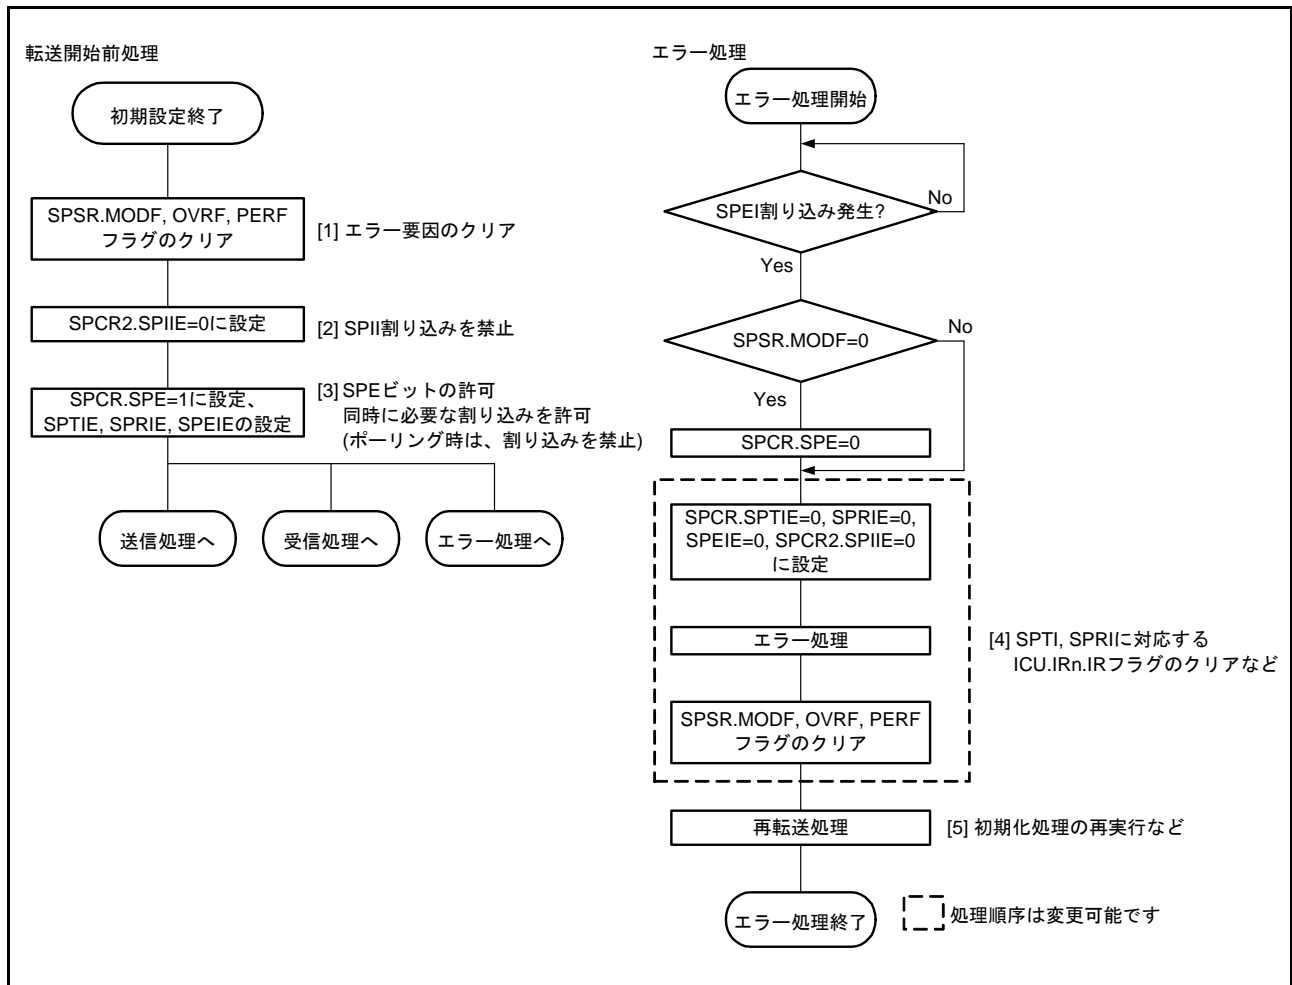 転送開始前処理
初期設定終了
SPSR.MODF, OVRF, PERF
フラグのクリア
[1] エラー要因のクリア
SPCR2.SPIIE=0に設定
[2] SPII割り込みを禁止
SPCR.SPE=1に設定、
SPTIE, SPRIE, SPEIEの設定
[3] SPEビットの許可
同時に必要な割り込みを許可
(ポーリング時は、割り込みを禁止)
送信処理へ
受信処理へ
エラー処理へ
エラー処理
エラー処理開始
SPEI割り込み発生?
No
Yes
SPSR.MODF=0
No
Yes
SPCR.SPE=0
SPCR.SPTIE=0, SPRIE=0,
SPEIE=0, SPCR2.SPIIE=0
に設定
エラー処理
[4] SPTI, SPRIに対応する
ICU.IRn.IRフラグのクリアなど
SPSR.MODF, OVRF, PERF
フラグのクリア
再転送処理
[5] 初期化処理の再実行など
エラー処理終了
処理順序は変更可能です